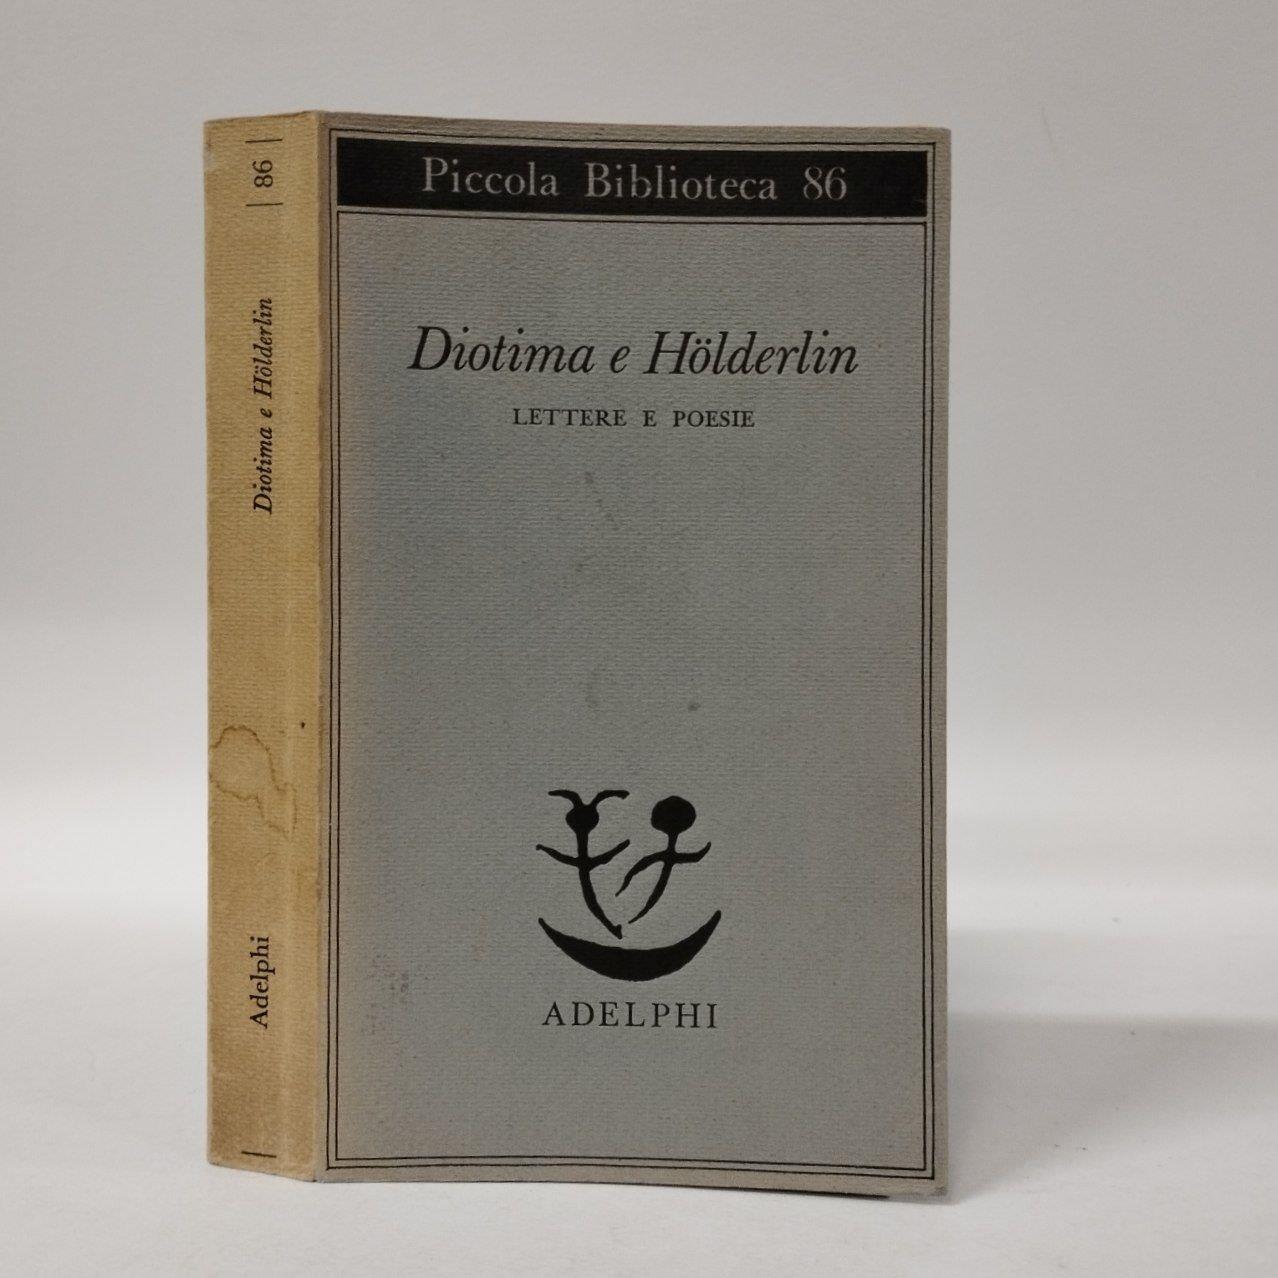 Piccola Biblioteca 86
Diotima e Hölderlin
LETTERE E POESIE
ADELPHI
86
Diotima e Hölderlin
Adelphi